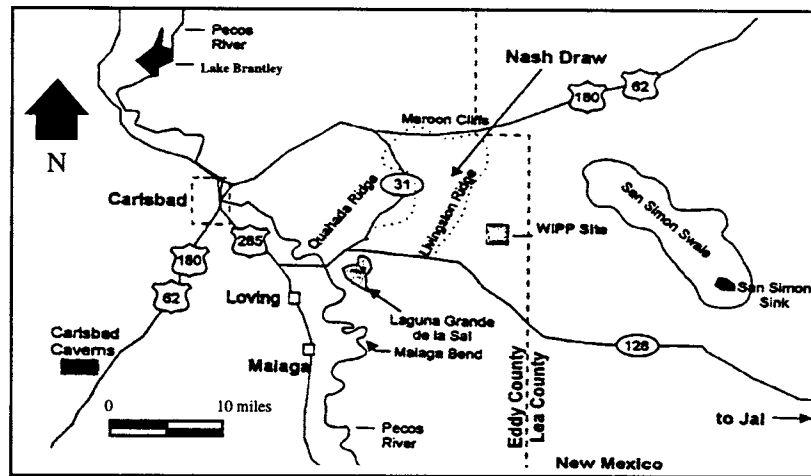 Pecos
River
Lake Brantley
Nash Draw
62
180
Maroon Cliffs
N
Carlsbad
Quahada Ridge
31
Livingston Ridge
WIPP Site
San Simon Swale
San Simon
Sink
285
180
62
Loving
Laguna Grande
de la Sal
Malaga Bend
Malaga
Carlsbad
Caverns
128
0 10 miles
Eddy County
Lea County
to Jal
Pecos
River
New Mexico